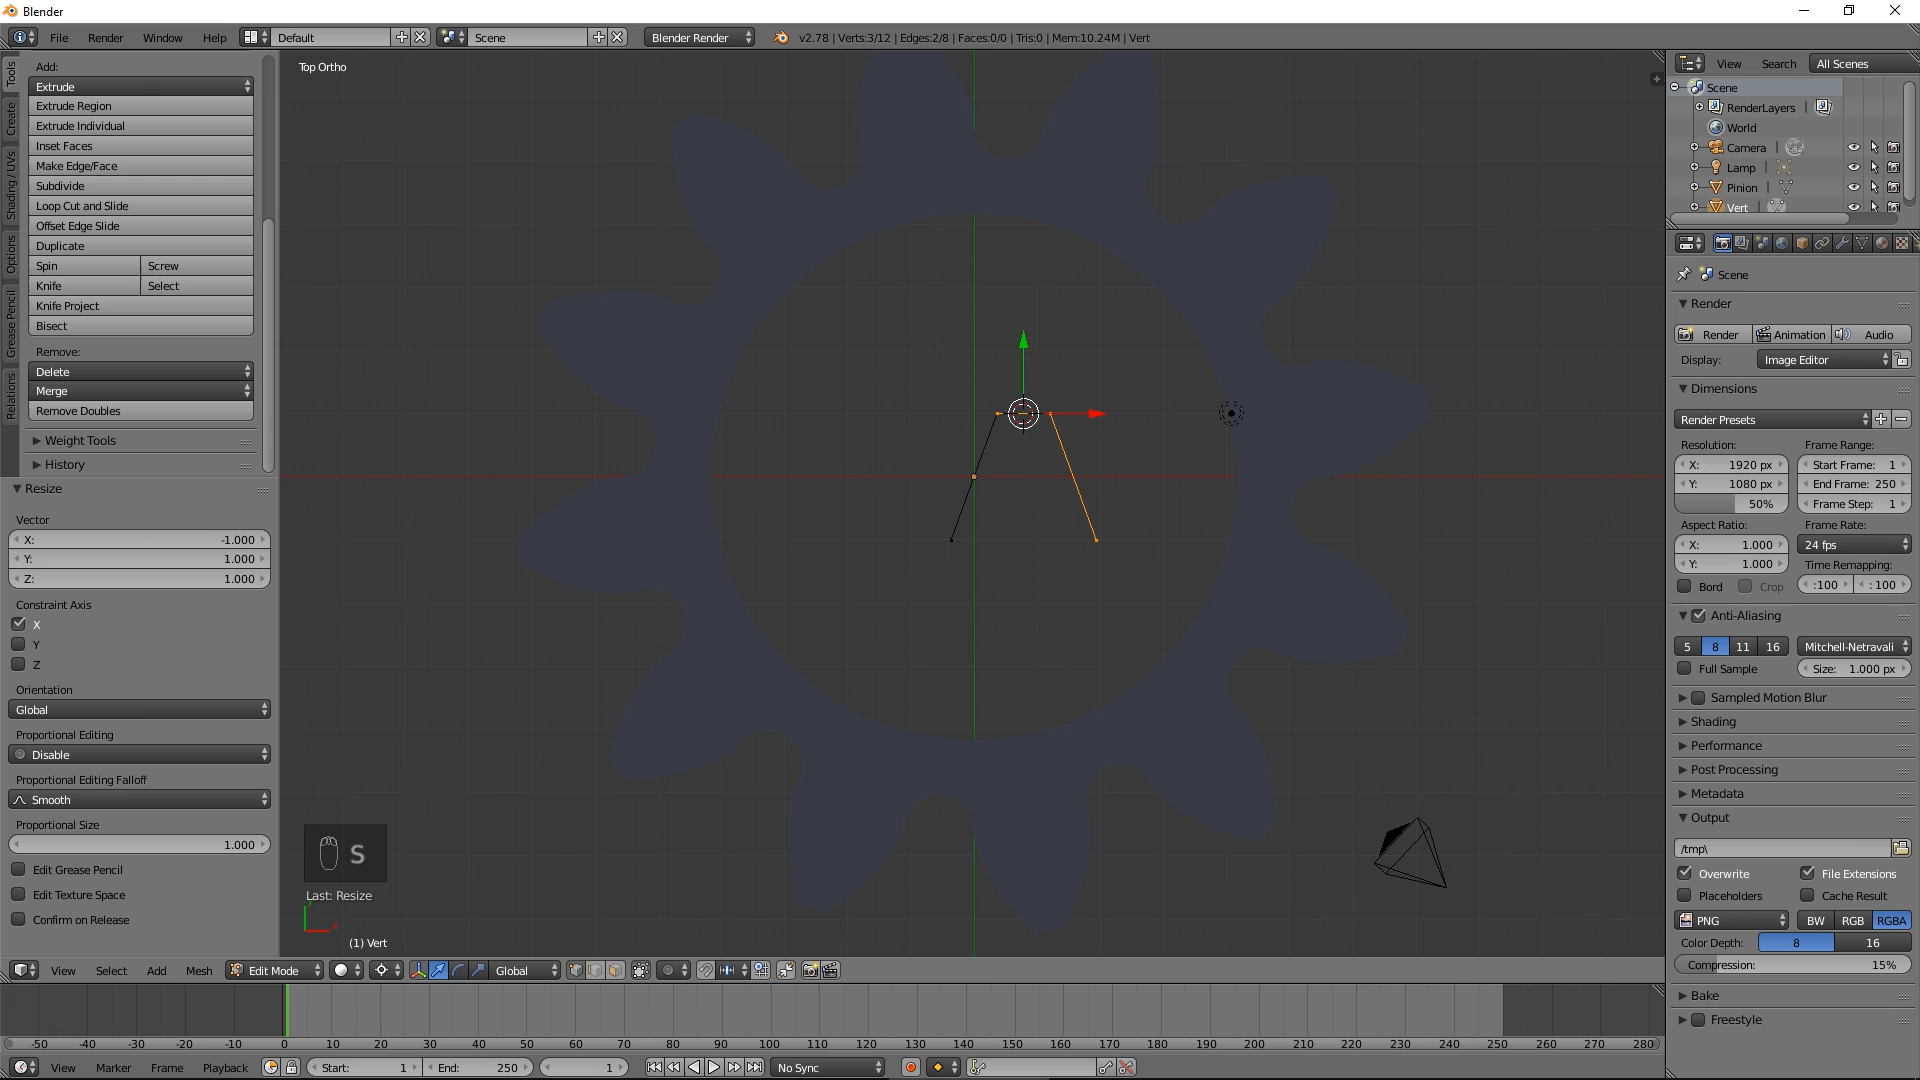 Blender
File Render Window Help Default Scene Blender Render v2.78 | Verts:3/12 | Edges:2/8 | Faces:0/0 | Tris:0 | Mem:10.24M | Vert
Tools
Create
Shading / UVs
Options
Grease Pencil
Relations
Add:
Extrude
Extrude Region
Extrude Individual
Inset Faces
Make Edge/Face
Subdivide
Loop Cut and Slide
Offset Edge Slide
Duplicate
Spin Screw
Knife Select
Knife Project
Bisect
Remove:
Delete
Merge
Remove Doubles
Weight Tools
History
Resize
Vector
X: -1.000
Y: 1.000
Z: 1.000
Constraint Axis
X
Y
Z
Orientation
Global
Proportional Editing
Disable
Proportional Editing Falloff
Smooth
Proportional Size
1.000
Edit Grease Pencil
Edit Texture Space
Confirm on Release
Top Ortho
S
Last: Resize
(1) Vert
View Select Add Mesh Edit Mode Global
-50 -40 -30 -20 -10 0 10 20 30 40 50 60 70 80 90 100 110 120 130 140 150 160 170 180 190 200 210 220 230 240 250 260 270 280
View Marker Frame Playback Start: 1 End: 250 1 No Sync
View Search All Scenes
Scene
RenderLayers |
World
Camera |
Lamp |
Pinion |
Vert |
Scene
Render
Render Animation Audio
Display: Image Editor
Dimensions
Render Presets
Resolution: Frame Range:
X: 1920 px Start Frame: 1
Y: 1080 px End Frame: 250
50% Frame Step: 1
Aspect Ratio: Frame Rate:
X: 1.000 24 fps
Y: 1.000 Time Remapping:
Bord Crop :100 : 100
Anti-Aliasing
5 8 11 16 Mitchell-Netravali
Full Sample Size: 1.000 px
Sampled Motion Blur
Shading
Performance
Post Processing
Metadata
Output
/tmp\
Overwrite File Extensions
Placeholders Cache Result
PNG BW RGB RGBA
Color Depth: 8 16
Compression: 15%
Bake
Freestyle